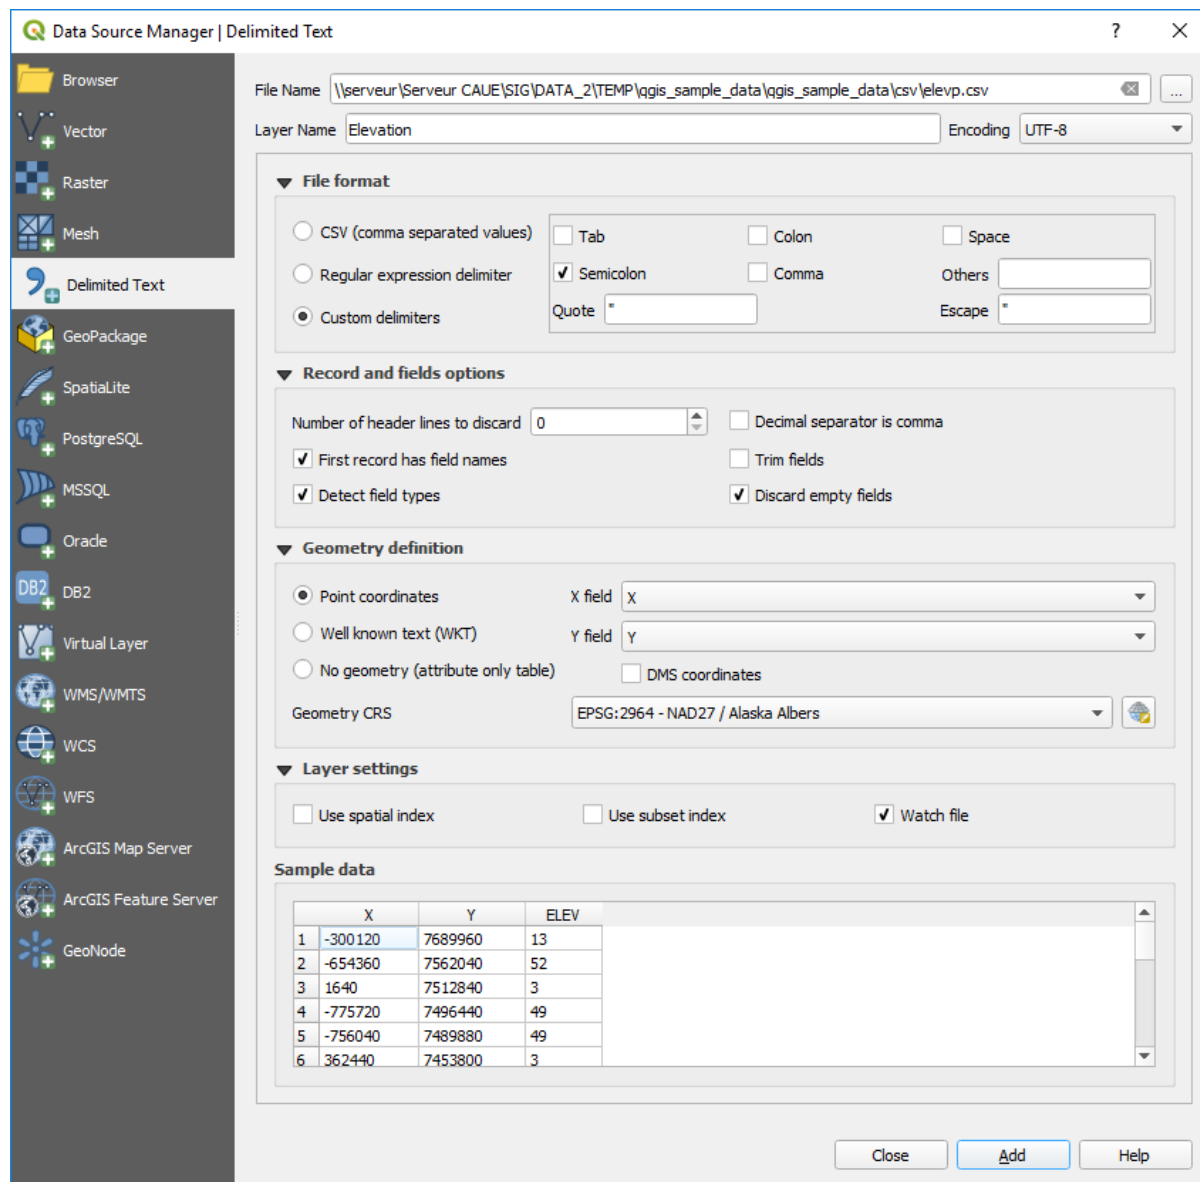 Data Source Manager | Delimited Text
?
Browser
Vector
Raster
Mesh
Delimited Text
GeoPackage
SpatiaLite
PostgreSQL
MSSQL
Oracle
DB2
DB2
Virtual Layer
WMS/WMTS
WCS
WFS
ArcGIS Map Server
ArcGIS Feature Server
GeoNode
File Name \\serveur\Serveur CAUE\SIG\DATA_2\TEMP\qgis_sample_data\qgis_sample_data\csv\elevp.csv ...
Layer Name Elevation Encoding UTF-8
File format
CSV (comma separated values) Tab Colon Space
Regular expression delimiter Semicolon Comma Others
Custom delimiters Quote " Escape "
Record and fields options
Number of header lines to discard 0 Decimal separator is comma
First record has field names Trim fields
Detect field types Discard empty fields
Geometry definition
Point coordinates X field X
Well known text (WKT) Y field Y
No geometry (attribute only table) DMS coordinates
Geometry CRS EPSG:2964 - NAD27 / Alaska Albers
Layer settings
Use spatial index Use subset index Watch file
Sample data
X Y ELEV
1 -300120 7689960 13
2 -654360 7562040 52
3 1640 7512840 3
4 -775720 7496440 49
5 -756040 7489880 49
6 362440 7453800 3
Close Add Help